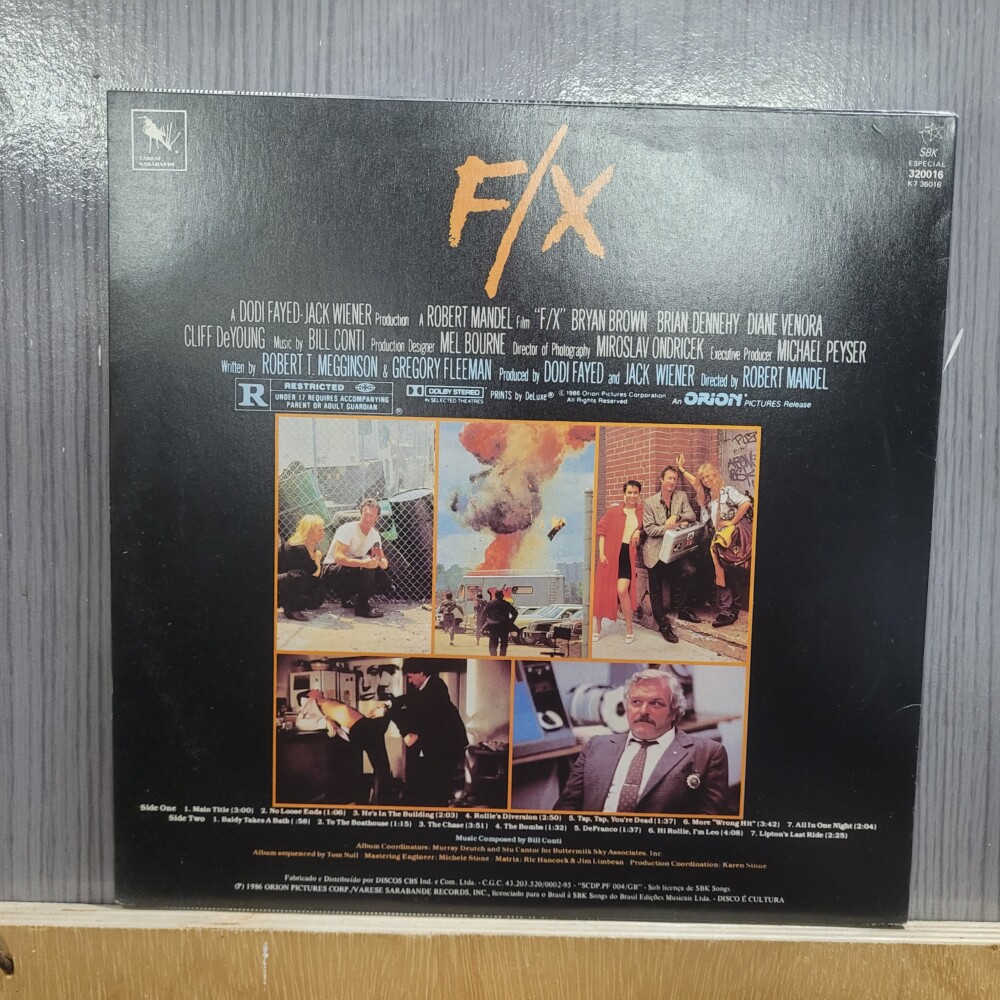 VARESE
SARABANDE
SBK
ESPECIAL
320016
K7 36016
F/X
A DODI FAYED-JACK WIENER Production A ROBERT MANDEL Film "F/X" BRYAN BROWN BRIAN DENNEHY DIANE VENORA
CLIFF DeYOUNG Music by BILL CONTI Production Designer MEL BOURNE Director of Photography MIROSLAV ONDRICEK Executive Producer MICHAEL PEYSER
Written by ROBERT T. MEGGINSON & GREGORY FLEEMAN Produced by DODI FAYED and JACK WIENER Directed by ROBERT MANDEL
R RESTRICTED
UNDER 17 REQUIRES ACCOMPANYING
PARENT OR ADULT GUARDIAN
®
DOLBY STEREO
IN SELECTED THEATRES
PRINTS by DeLuxe®
© 1986 Orion Pictures Corporation
All Rights Reserved
An ORION PICTURES Release
Side One 1. Main Title (3:00) 2. No Loose Ends (1:06) 3. He's In The Building (2:03) 4. Rollie's Diversion (2:50) 5. Tap, Tap, You're Dead (1:37) 6. More "Wrong Hit" (3:42) 7. All In One Night (2:04)
Side Two 1. Baldy Takes A Bath (:58) 2. To The Boathouse (1:15) 3. The Chase (3:51) 4. The Bombs (1:32) 5. DeFranco (1:37) 6. Hi Rollie, I'm Leo (4:08) 7. Lipton's Last Ride (2:25)
Music Composed by Bill Conti
Album Coordinators: Murray Deutch and Stu Cantor for Buttermilk Sky Associates, Inc.
Album sequenced by Tom Null · Mastering Engineer: Michele Stone · Matrix: Ric Hancock & Jim Limbean · Production Coordination: Karen Stone
Fabricado e Distribuído por DISCOS CBS Ind. e Com. Ltda. - C.G.C. 43.203.520/0002-95 - "SCDP.PF 004/GB" - Sob licença de SBK Songs
(P) 1986 ORION PICTURES CORP./VARESE SARABANDE RECORDS, INC., licenciado para o Brasil à SBK Songs do Brasil Edições Musicais Ltda. - DISCO É CULTURA